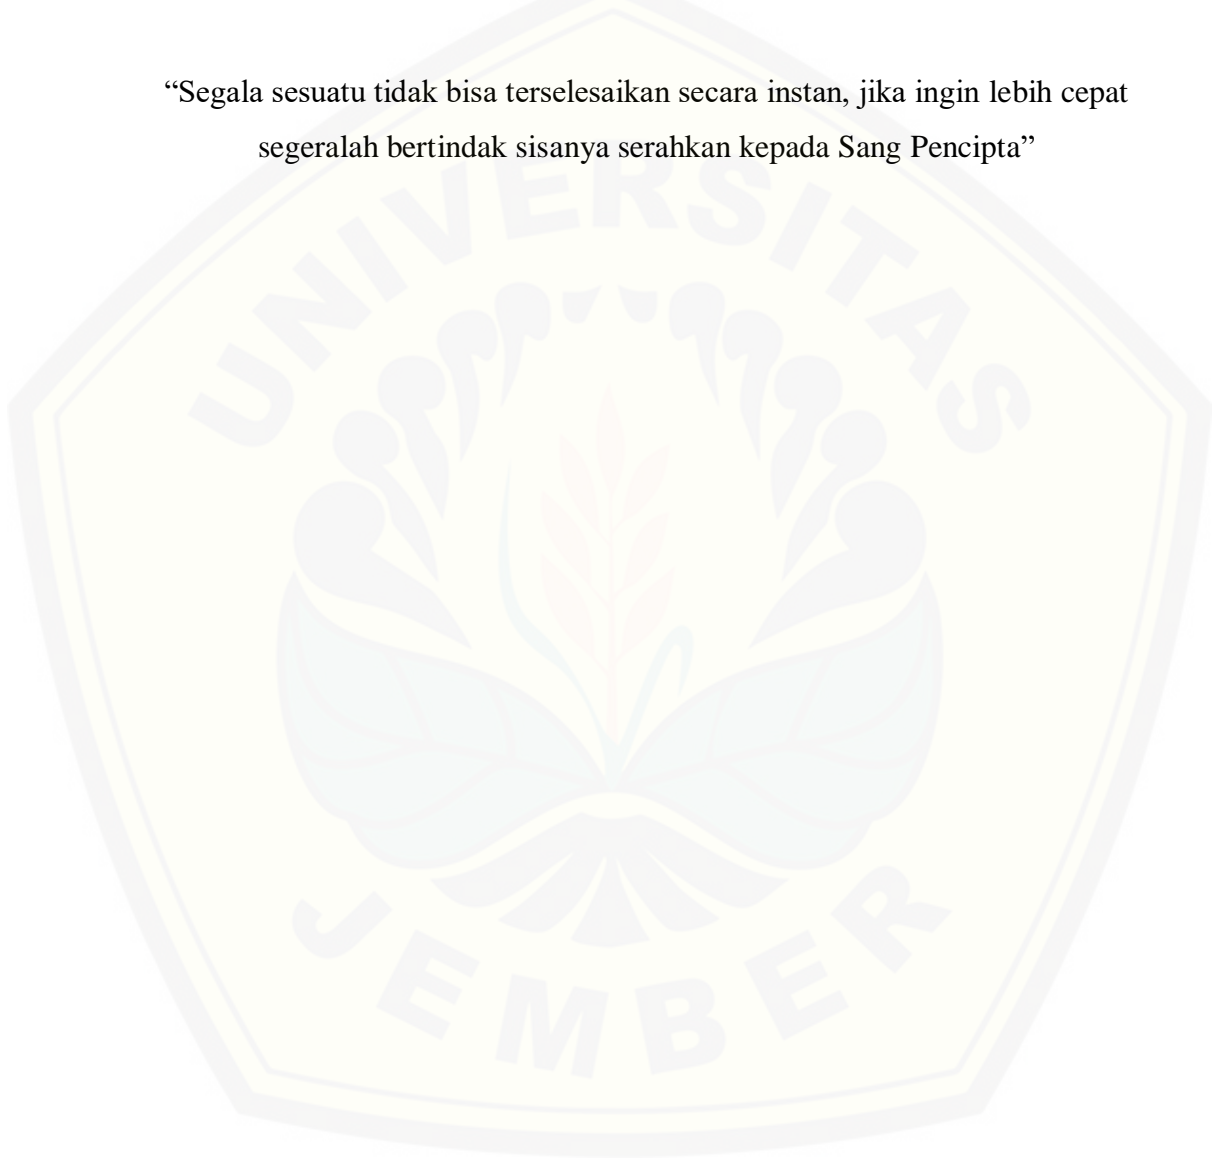 “Segala sesuatu tidak bisa terselesaikan secara instan, jika ingin lebih cepat
segeralah bertindak sisanya serahkan kepada Sang Pencipta”
UNIVERSITAS
JEMBER